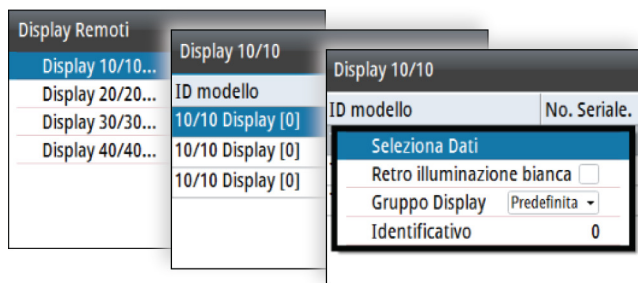 Display Remoti
Display 10/10...
Display 20/20...
Display 30/30...
Display 40/40...
Display 10/10
ID modello
10/10 Display [0]
10/10 Display [0]
10/10 Display [0]
Display 10/10
ID modello No. Seriale.
Seleziona Dati
Retro illuminazione bianca
Gruppo Display Predefinita
Identificativo 0